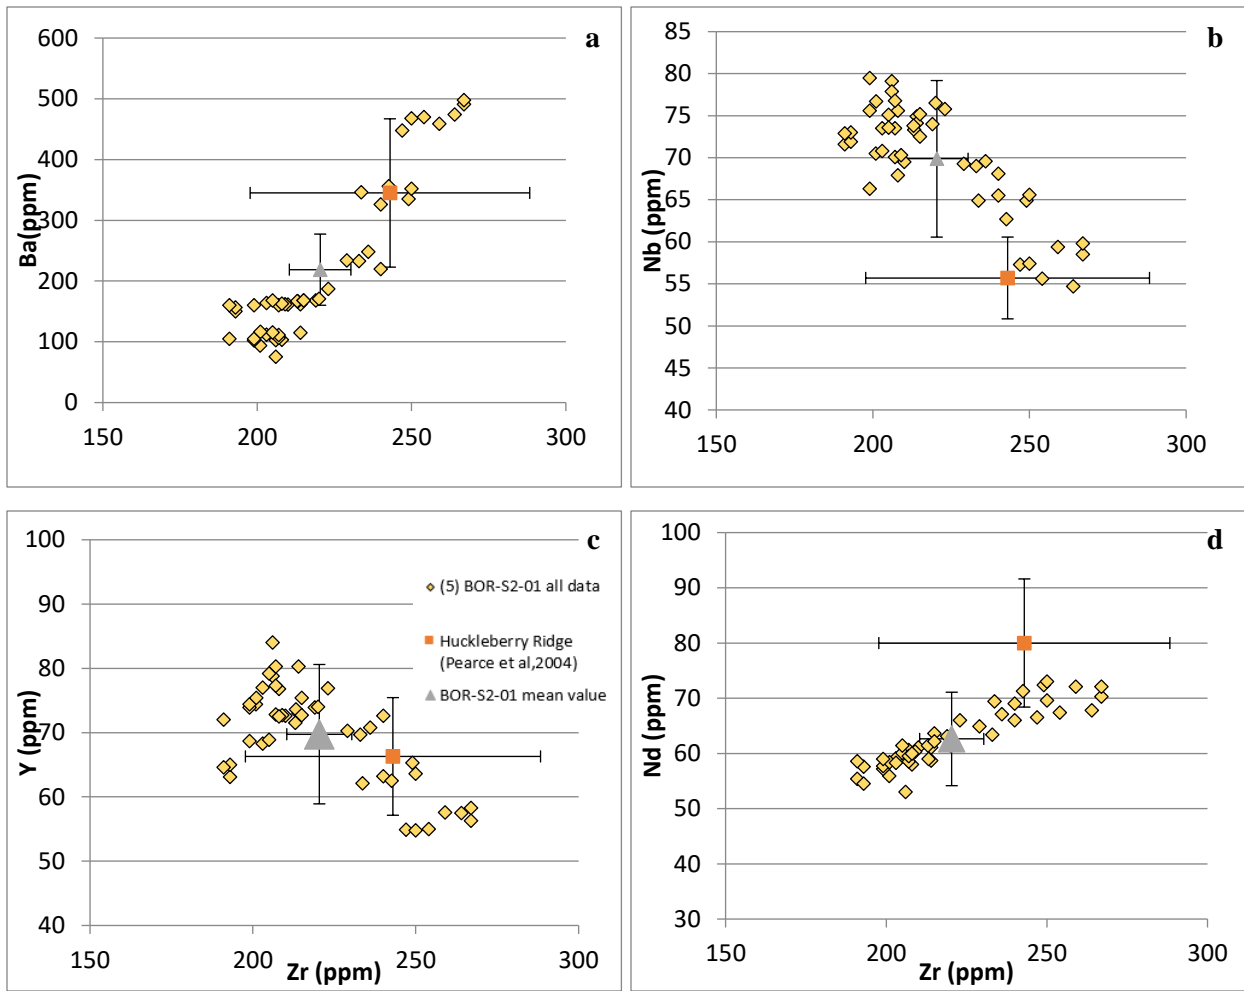 a
600
500
400
300
200
100
0
Ba(ppm)
150 200 250 300
b
85
80
75
70
65
60
55
50
45
40
Nb (ppm)
150 200 250 300
c
100
90
80
70
60
50
40
Y (ppm)
(5) BOR-S2-01 all data
Huckleberry Ridge
(Pearce et al,2004)
BOR-S2-01 mean value
150 200 250 300
Zr (ppm)
d
100
90
80
70
60
50
40
30
Nd (ppm)
150 200 250 300
Zr (ppm)